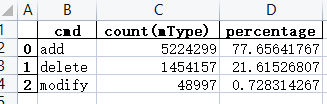 A B C D
1 cmd count(mType) percentage
2 0 add 5224299 77.65641767
3 1 delete 1454157 21.61526807
4 2 modify 48997 0.728314267